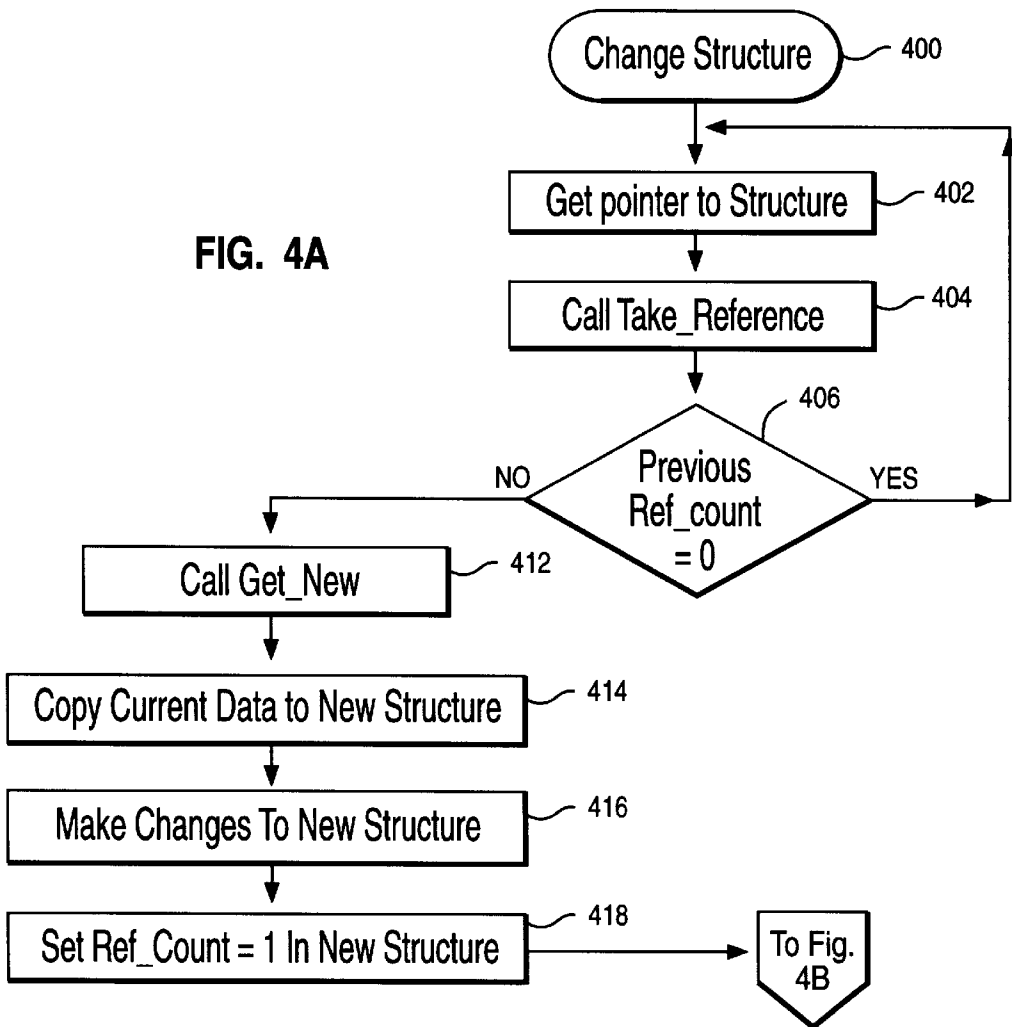 Change Structure
400
Get pointer to Structure
402
FIG. 4A
Call Take_Reference
404
406
NO
Previous
Ref_count
= 0
YES
Call Get_New
412
Copy Current Data to New Structure
414
Make Changes To New Structure
416
Set Ref_Count = 1 In New Structure
418
To Fig.
4B